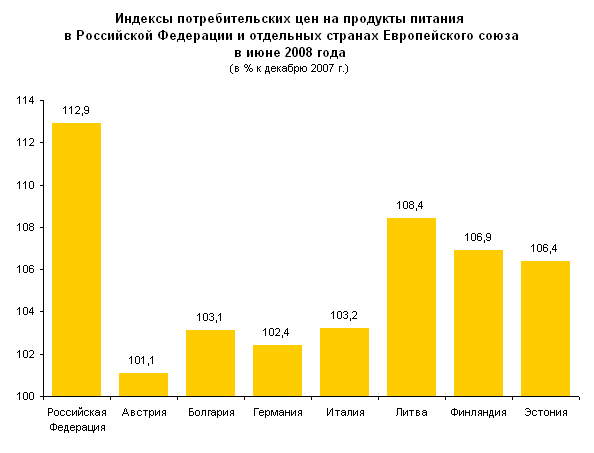 Индексы потребительских цен на продукты питания
в Российской Федерации и отдельных странах Европейского союза
в июне 2008 года
(в % к декабрю 2007 г.)
114
112
110
108
106
104
102
100
112,9
101,1
103,1
102,4
103,2
108,4
106,9
106,4
Российская
Федерация
Австрия
Болгария
Германия
Италия
Литва
Финляндия
Эстония